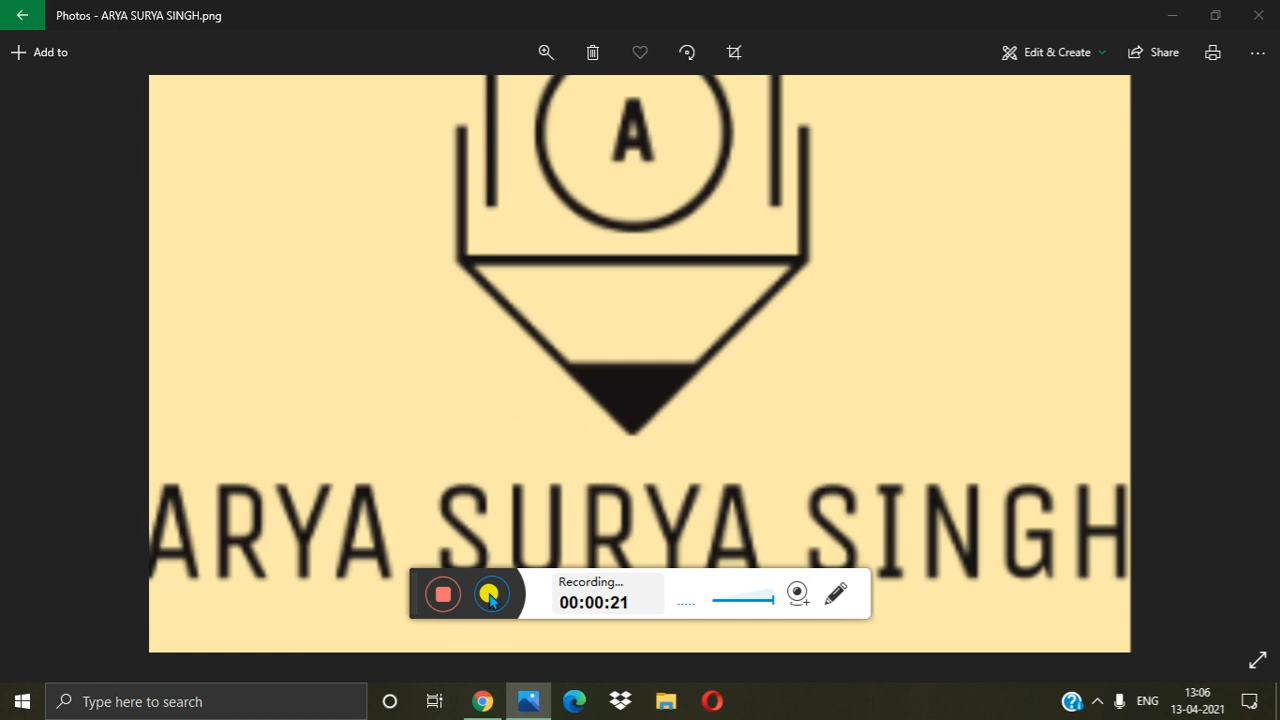 Photos - ARYA SURYA SINGH.png
Add to
Edit & Create
Share
A
ARYA SURYA SINGH
Recording...
00:00:21
Type here to search
ENG
13:06
13-04-2021